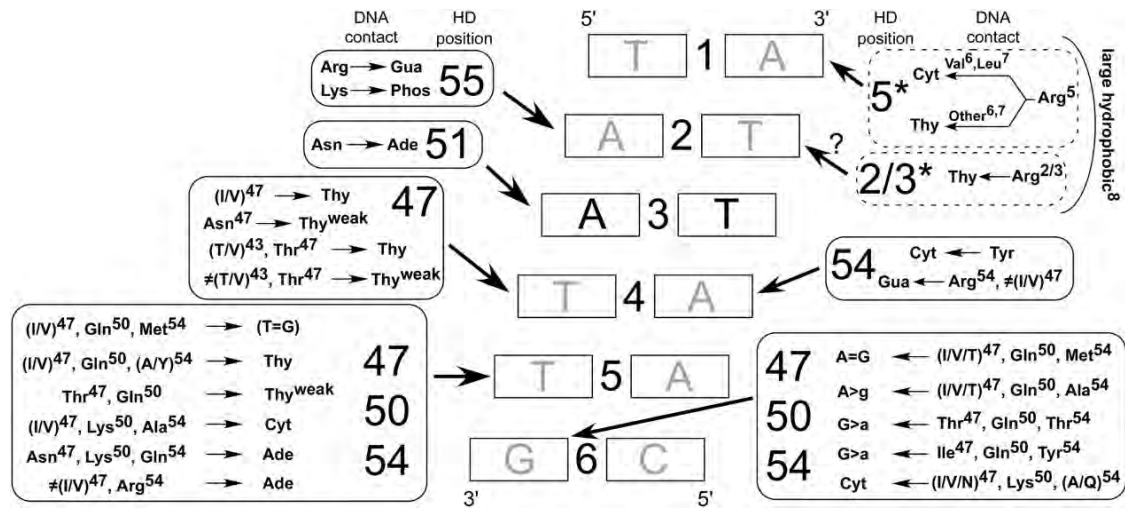 DNA contact HD position
5' 3'
HD position DNA contact
Arg → Gua
Lys → Phos
55
T 1 A
5*
Val⁶,Leu⁷
Cyt
Arg⁵
Thy
Other⁶,⁷
large hydrophobic⁸
Asn → Ade 51
A 2 T
?
2/3* Thy ← Arg²/³
47
(I/V)⁴⁷ → Thy
Asn⁴⁷ → Thyʷᵉᵃᵏ
(T/V)⁴³, Thr⁴⁷ → Thy
≠(T/V)⁴³, Thr⁴⁷ → Thyʷᵉᵃᵏ
A 3 T
54
Cyt ← Tyr
Gua ← Arg⁵⁴, ≠(I/V)⁴⁷
T 4 A
(I/V)⁴⁷, Gln⁵⁰, Met⁵⁴ → (T=G)
(I/V)⁴⁷, Gln⁵⁰, (A/Y)⁵⁴ → Thy
Thr⁴⁷, Gln⁵⁰ → Thyʷᵉᵃᵏ
(I/V)⁴⁷, Lys⁵⁰, Ala⁵⁴ → Cyt
Asn⁴⁷, Lys⁵⁰, Gln⁵⁴ → Ade
≠(I/V)⁴⁷, Arg⁵⁴ → Ade
47
50
54
T 5 A
47
50
54
A=G ← (I/V/T)⁴⁷, Gln⁵⁰, Met⁵⁴
A>g ← (I/V/T)⁴⁷, Gln⁵⁰, Ala⁵⁴
G>a ← Thr⁴⁷, Gln⁵⁰, Thr⁵⁴
G>a ← Ile⁴⁷, Gln⁵⁰, Tyr⁵⁴
Cyt ← (I/V/N)⁴⁷, Lys⁵⁰, (A/Q)⁵⁴
G 6 C
3' 5'